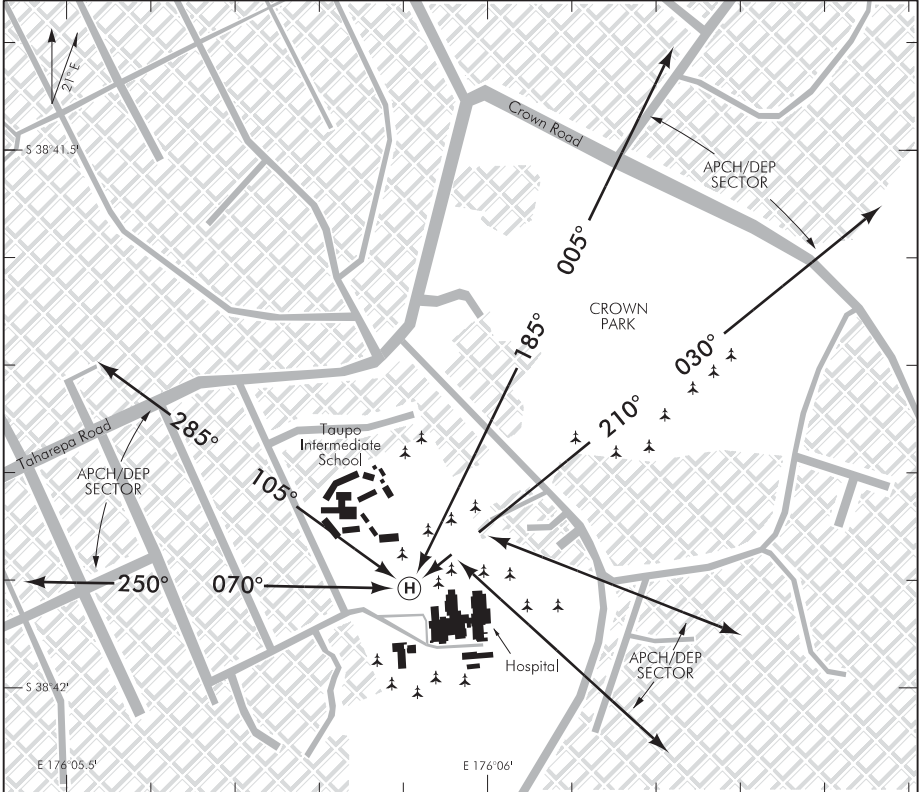 21° E
Crown Road
S 38°41.5'
APCH/DEP
SECTOR
005°
CROWN
PARK
185°
030°
210°
285°
Taharepa Road
Taupo
Intermediate
School
APCH/DEP
SECTOR
105°
250°
070°
H
APCH/DEP
SECTOR
Hospital
S 38°42'
E 176°05.5'
E 176°06'